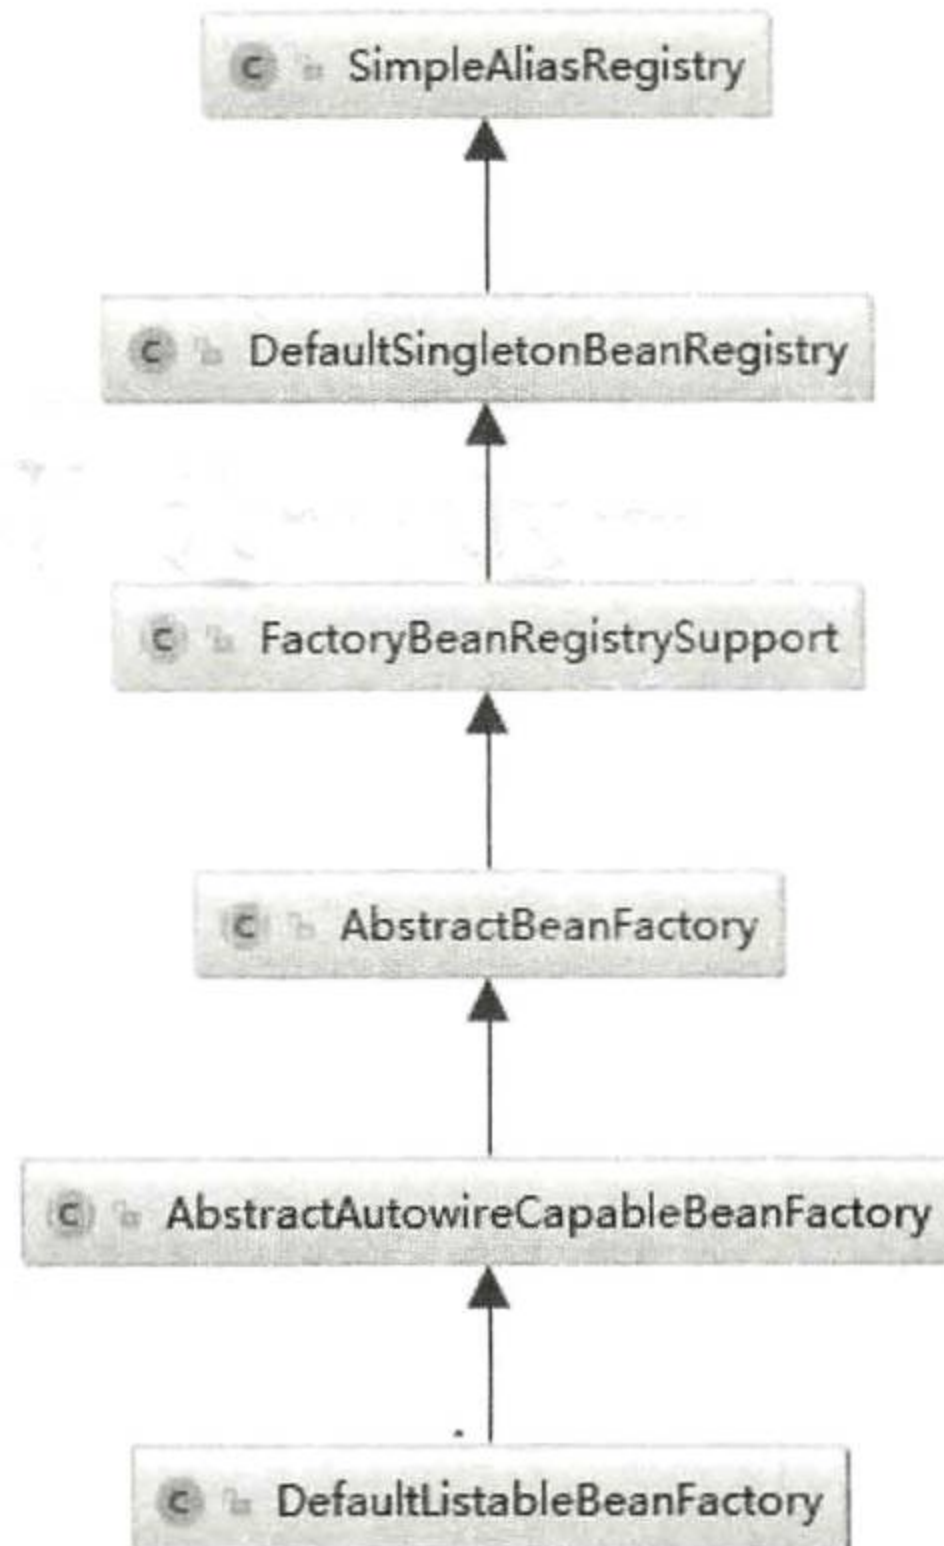 C SimpleAliasRegistry
C DefaultSingletonBeanRegistry
C FactoryBeanRegistrySupport
C AbstractBeanFactory
C AbstractAutowireCapableBeanFactory
C DefaultListableBeanFactory